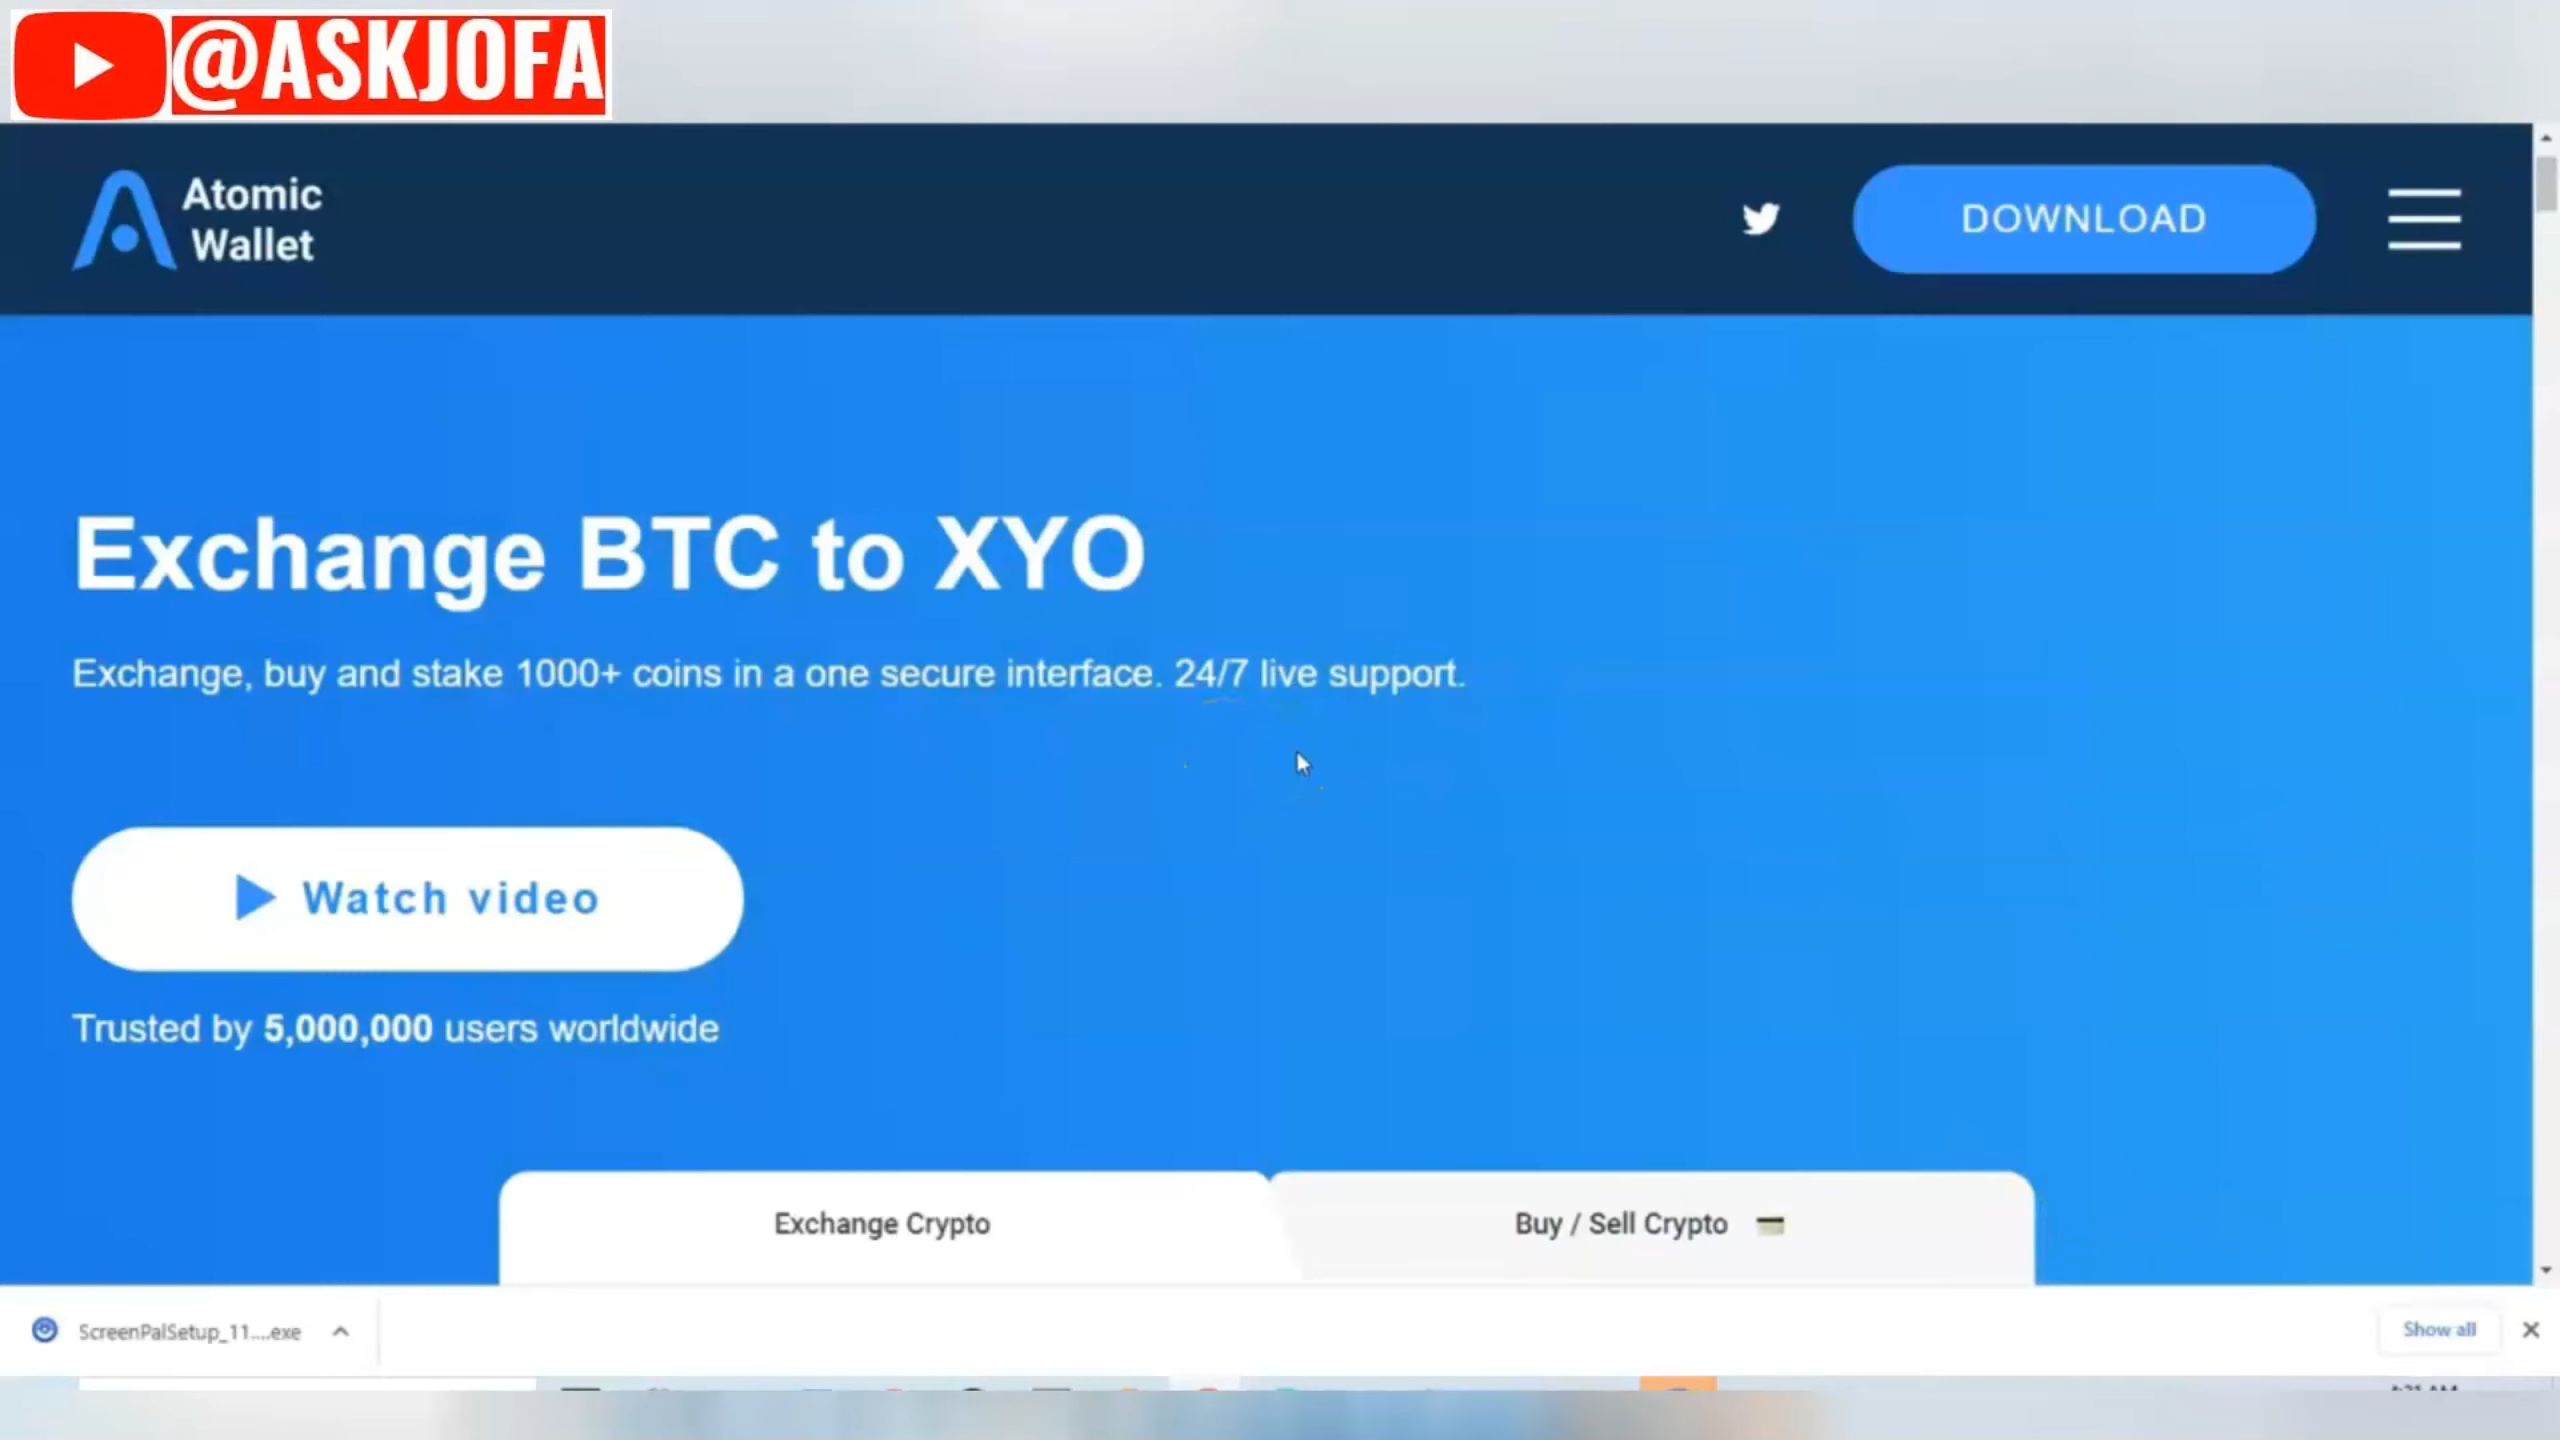 @ASKJOFA
Atomic
Wallet
DOWNLOAD
Exchange BTC to XYO
Exchange, buy and stake 1000+ coins in a one secure interface. 24/7 live support.
Watch video
Trusted by 5,000,000 users worldwide
Exchange Crypto
Buy / Sell Crypto
ScreenPalSetup_11....exe
Show all